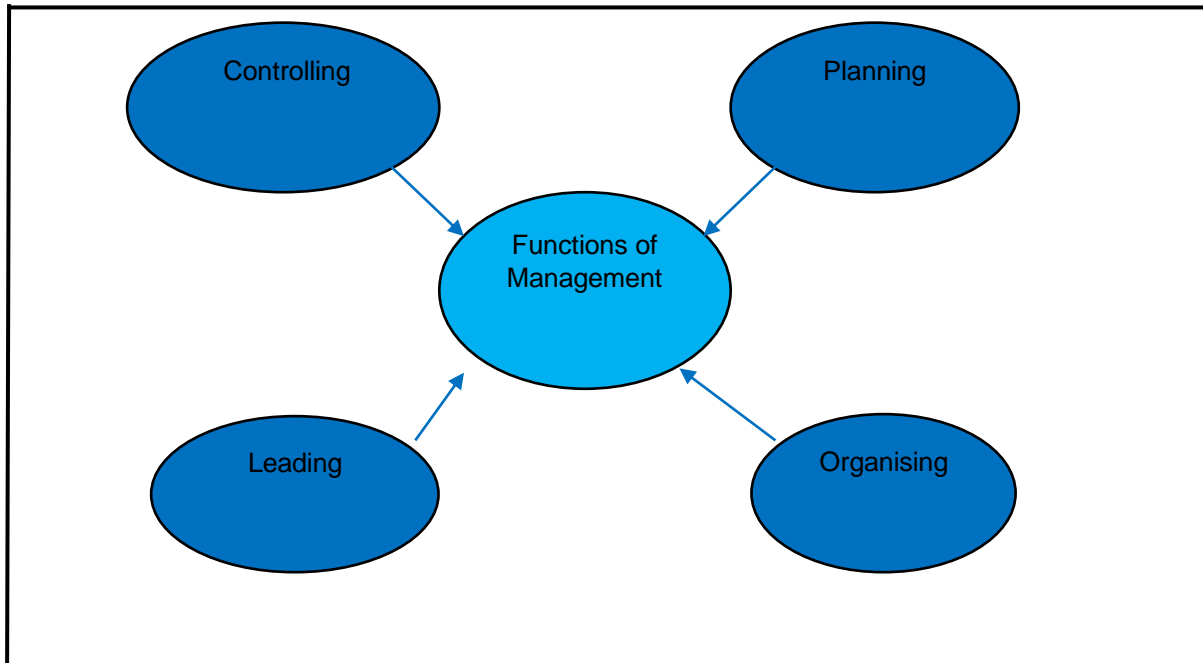 Controlling
Planning
Functions of
Management
Leading
Organising